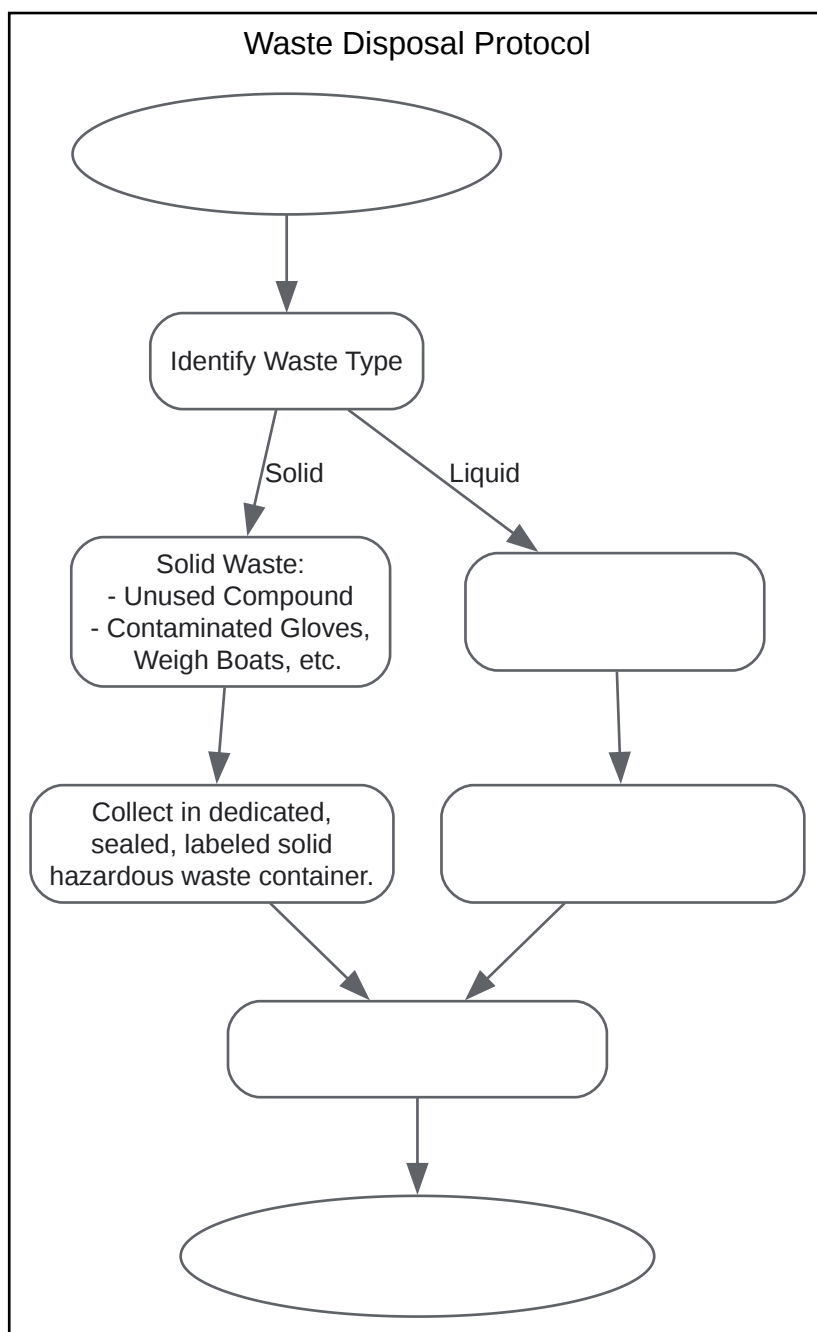 Waste Disposal Protocol
Identify Waste Type
Solid
Liquid
Solid Waste:
- Unused Compound
- Contaminated Gloves,
Weigh Boats, etc.
Collect in dedicated,
sealed, labeled solid
hazardous waste container.